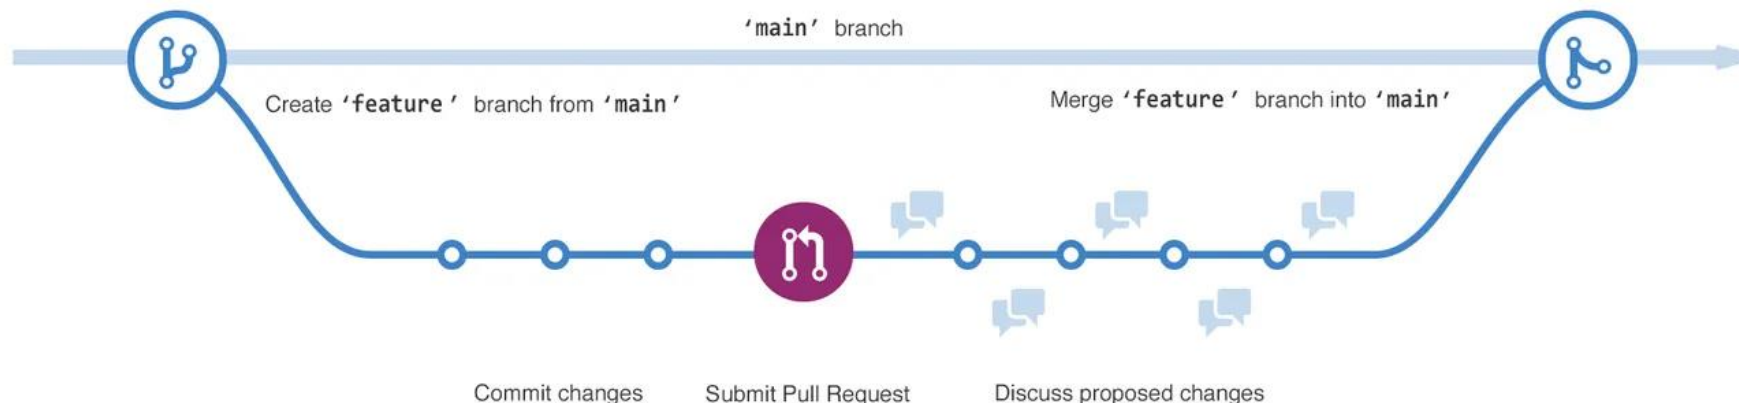 ‘main’ branch
Create ‘feature’ branch from ‘main’
Merge ‘feature’ branch into ‘main’
Commit changes
Submit Pull Request
Discuss proposed changes